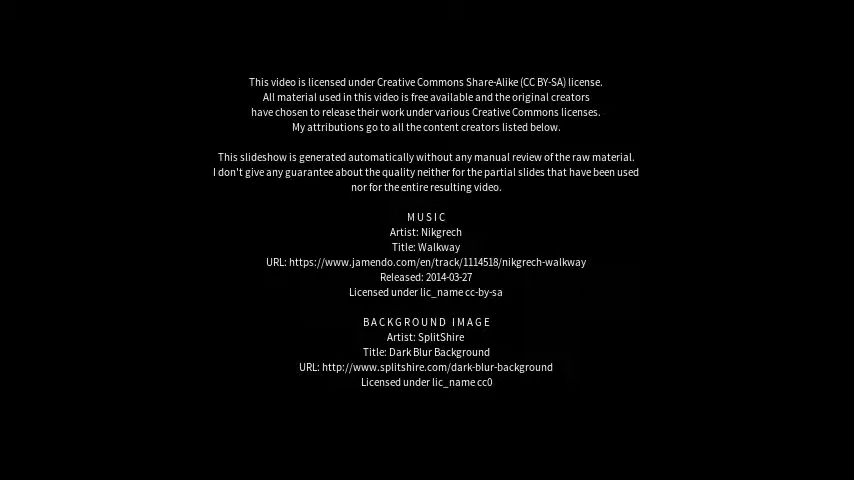 This video is licensed under Creative Commons Share-Alike (CC BY-SA) license.
All material used in this video is free available and the original creators
have chosen to release their work under various Creative Commons licenses.
My attributions go to all the content creators listed below.
This slideshow is generated automatically without any manual review of the raw material.
I don't give any guarantee about the quality neither for the partial slides that have been used
nor for the entire resulting video.
MUSIC
Artist: Nikgrech
Title: Walkway
URL: https://www.jamendo.com/en/track/1114518/nikgrech-walkway
Released: 2014-03-27
Licensed under lic_name cc-by-sa
BACKGROUND IMAGE
Artist: SplitShire
Title: Dark Blur Background
URL: http://www.splitshire.com/dark-blur-background
Licensed under lic_name cc0